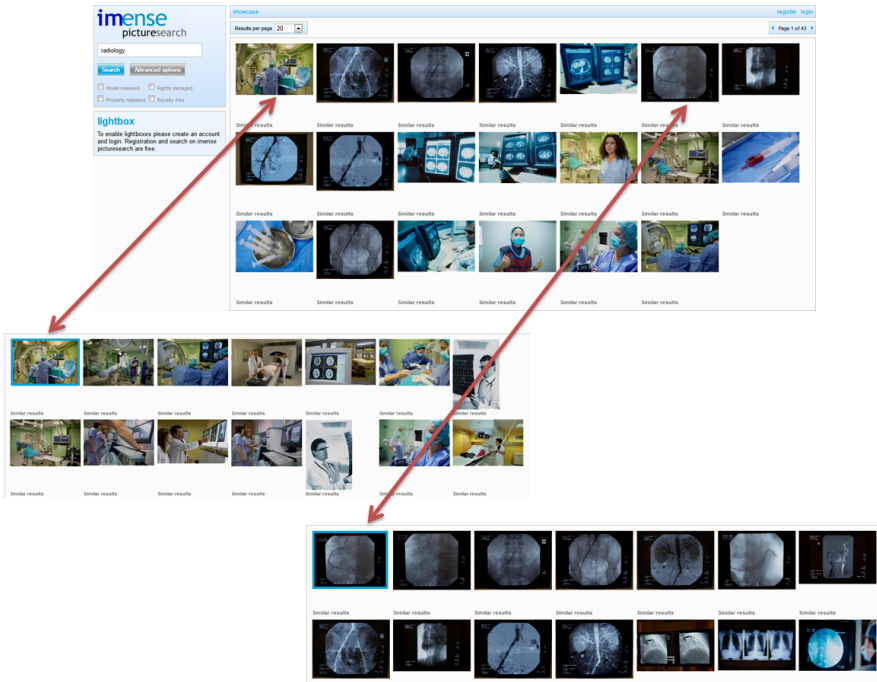 imense
picturesearch
radiology
Search Advanced options
Model released Rights managed
Property released Royalty free
lightbox
To enable lightboxes please create an account
and login. Registration and search on imense
picturesearch are free.
showcase register login
Results per page 20 Page 1 of 43
Similar results Similar results Similar results Similar results Similar results Similar results Similar results
Similar results Similar results Similar results Similar results Similar results Similar results Similar results
Similar results Similar results Similar results Similar results Similar results Similar results
Similar results Similar results Similar results Similar results Similar results Similar results Similar results
Similar results Similar results Similar results Similar results Similar results Similar results Similar results
Similar results Similar results Similar results Similar results Similar results Similar results Similar results